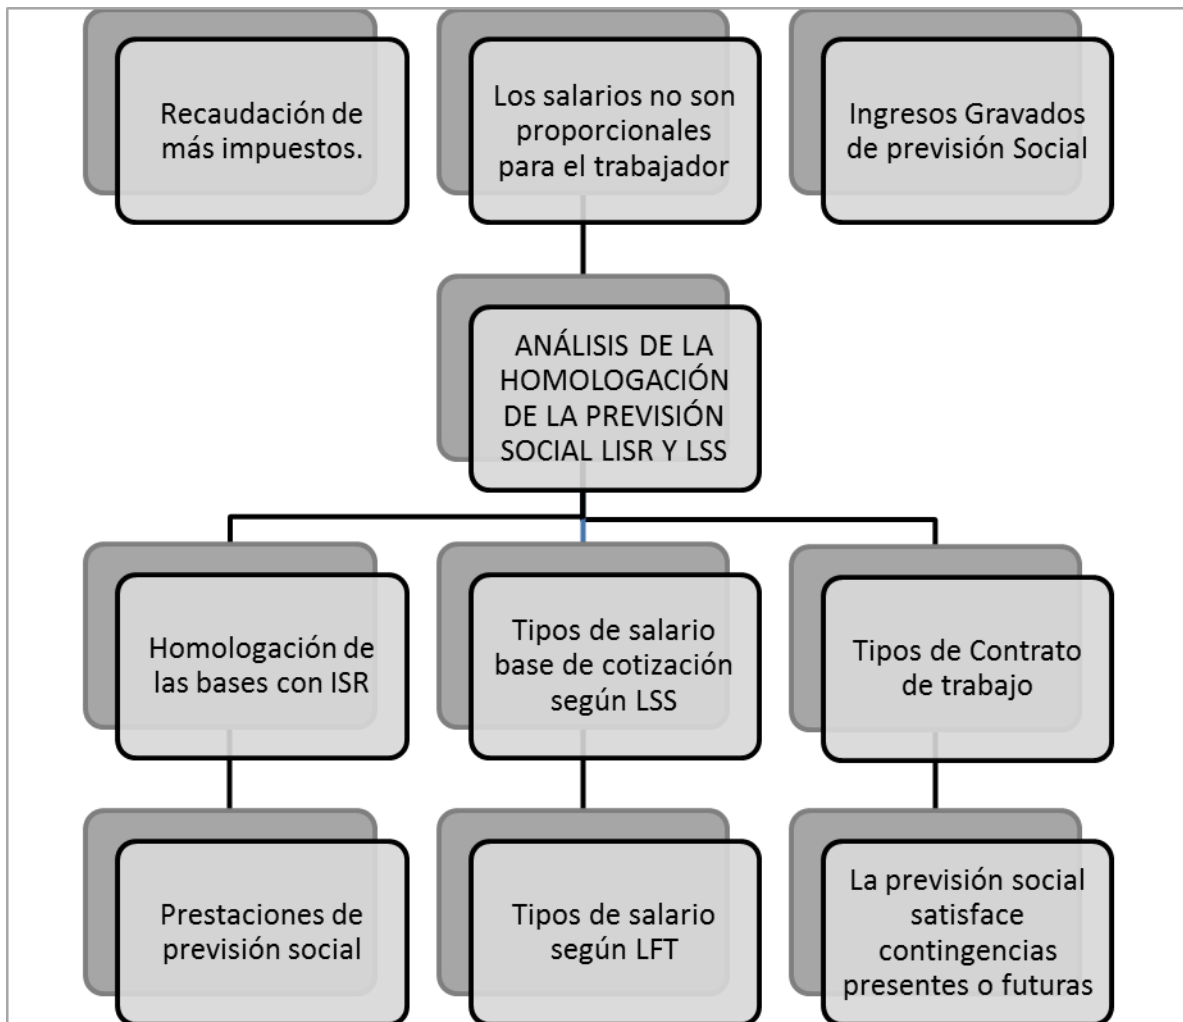 Recaudación de
más impuestos.
Los salarios no son
proporcionales
para el trabajador
Ingresos Gravados
de previsión Social
ANÁLISIS DE LA
HOMOLOGACIÓN
DE LA PREVISIÓN
SOCIAL LISR Y LSS
Homologación de
las bases con ISR
Tipos de salario
base de cotización
según LSS
Tipos de Contrato
de trabajo
Prestaciones de
previsión social
Tipos de salario
según LFT
La previsión social
satisface
contingencias
presentes o futuras